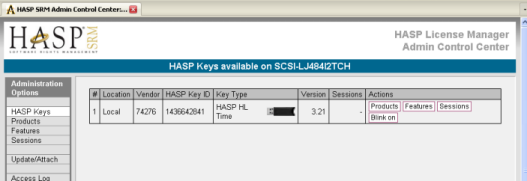 HASP SRM Admin Control Center:...
HASP SRM
SOFTWARE RIGHTS MANAGEMENT
HASP License Manager
Admin Control Center
HASP Keys available on SCSI-LJ484I2TCH
Administration
Options
HASP Keys
Products
Features
Sessions
Update/Attach
Access Log
# Location Vendor HASP Key ID Key Type Version Sessions Actions
1 Local 74276 1436642841 HASP HL Time 3.21 - Products Features Sessions
Blink on